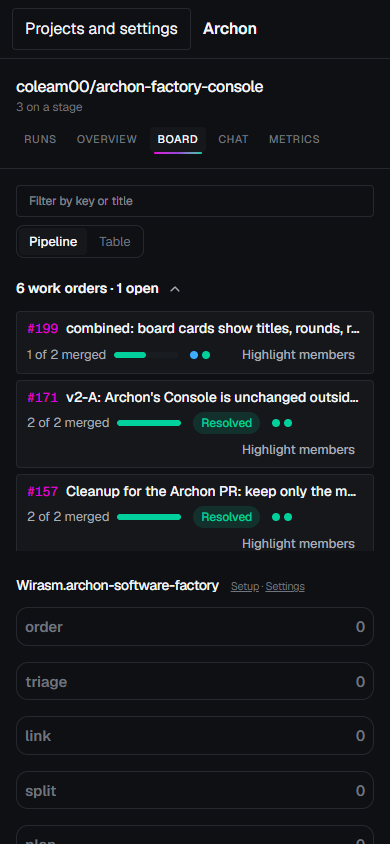 Projects and settings Archon
coleam00/archon-factory-console
3 on a stage
RUNS OVERVIEW BOARD CHAT METRICS
Filter by key or title
Pipeline Table
6 work orders · 1 open
#199 combined: board cards show titles, rounds, r...
1 of 2 merged Highlight members
#171 v2-A: Archon's Console is unchanged outsid...
2 of 2 merged Resolved
Highlight members
#157 Cleanup for the Archon PR: keep only the m...
2 of 2 merged Resolved
Highlight members
Wirasm.archon-software-factory Setup · Settings
order 0
triage 0
link 0
split 0
plan 0